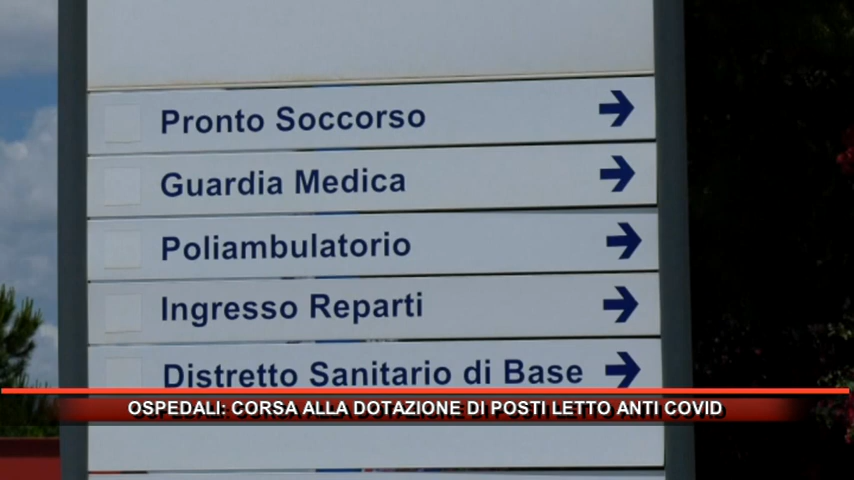 Pronto Soccorso
Guardia Medica
Poliambulatorio
Ingresso Reparti
Distretto Sanitario di Base
OSPEDALI: CORSA ALLA DOTAZIONE DI POSTI LETTO ANTI COVID